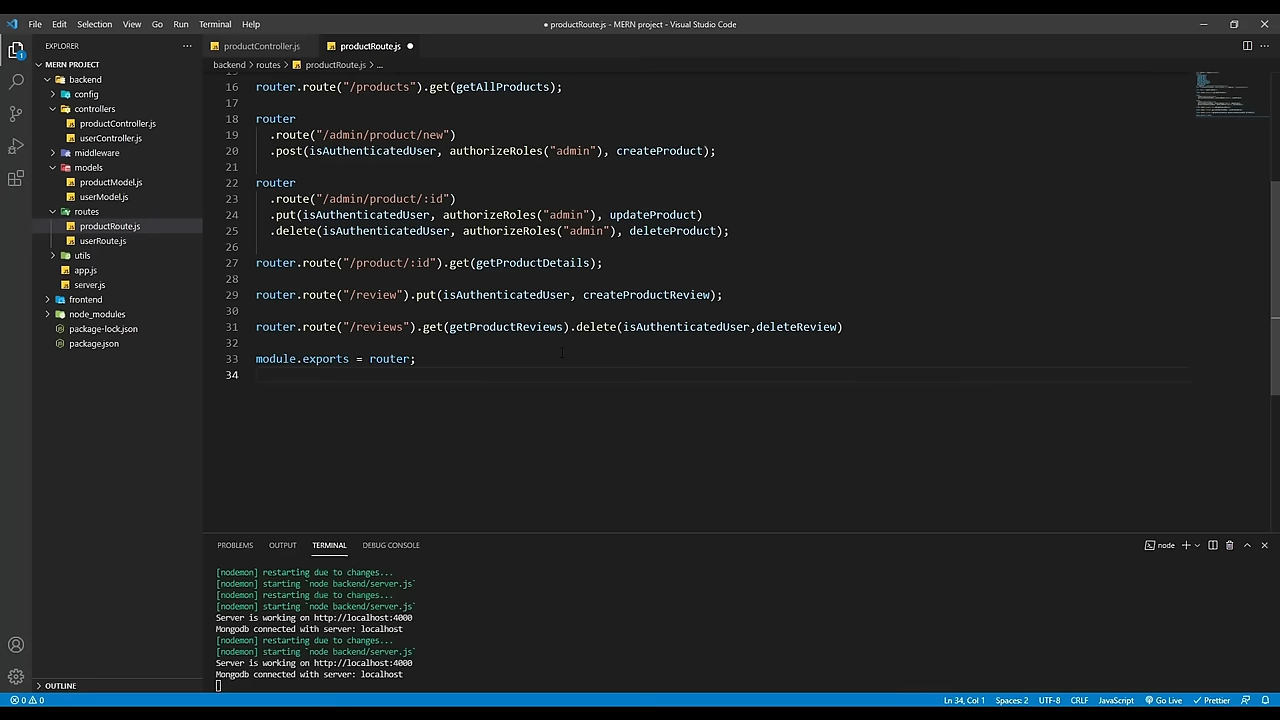 File Edit Selection View Go Run Terminal Help
● productRoute.js - MERN project - Visual Studio Code
EXPLORER
MERN PROJECT
backend
config
controllers
productController.js
userController.js
middleware
models
productModel.js
userModel.js
routes
productRoute.js
userRoute.js
utils
app.js
server.js
frontend
node_modules
package-lock.json
package.json
OUTLINE
productController.js productRoute.js ●
backend > routes > productRoute.js > ...
16 router.route("/products").get(getAllProducts);
17
18 router
19 .route("/admin/product/new")
20 .post(isAuthenticatedUser, authorizeRoles("admin"), createProduct);
21
22 router
23 .route("/admin/product/:id")
24 .put(isAuthenticatedUser, authorizeRoles("admin"), updateProduct)
25 .delete(isAuthenticatedUser, authorizeRoles("admin"), deleteProduct);
26
27 router.route("/product/:id").get(getProductDetails);
28
29 router.route("/review").put(isAuthenticatedUser, createProductReview);
30
31 router.route("/reviews").get(getProductReviews).delete(isAuthenticatedUser,deleteReview)
32
33 module.exports = router;
34
PROBLEMS OUTPUT TERMINAL DEBUG CONSOLE
node
[nodemon] restarting due to changes...
[nodemon] starting `node backend/server.js`
[nodemon] restarting due to changes...
[nodemon] starting `node backend/server.js`
Server is working on http://localhost:4000
Mongodb connected with server: localhost
[nodemon] restarting due to changes...
[nodemon] starting `node backend/server.js`
Server is working on http://localhost:4000
Mongodb connected with server: localhost
0 0 Ln 34, Col 1 Spaces: 2 UTF-8 CRLF JavaScript Go Live Prettier